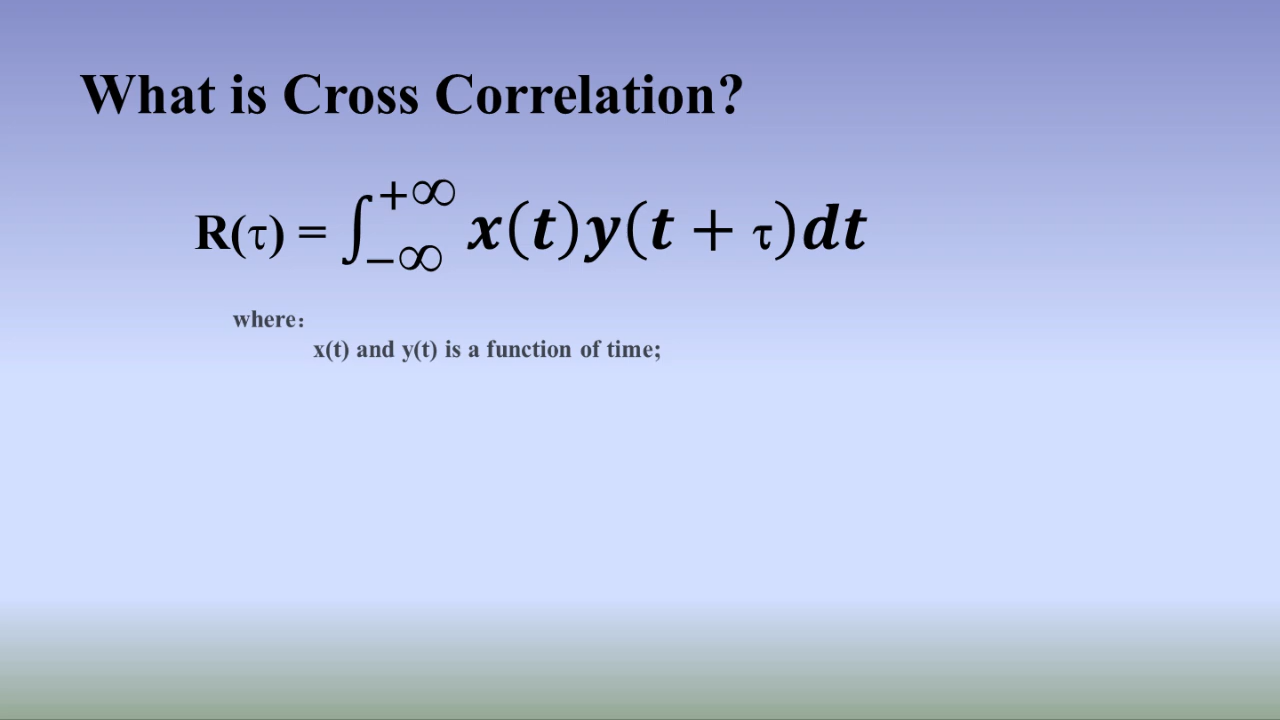 What is Cross Correlation?
R(τ) = ∫_{−∞}^{+∞} x(t)y(t + τ)dt
where：
x(t) and y(t) is a function of time;